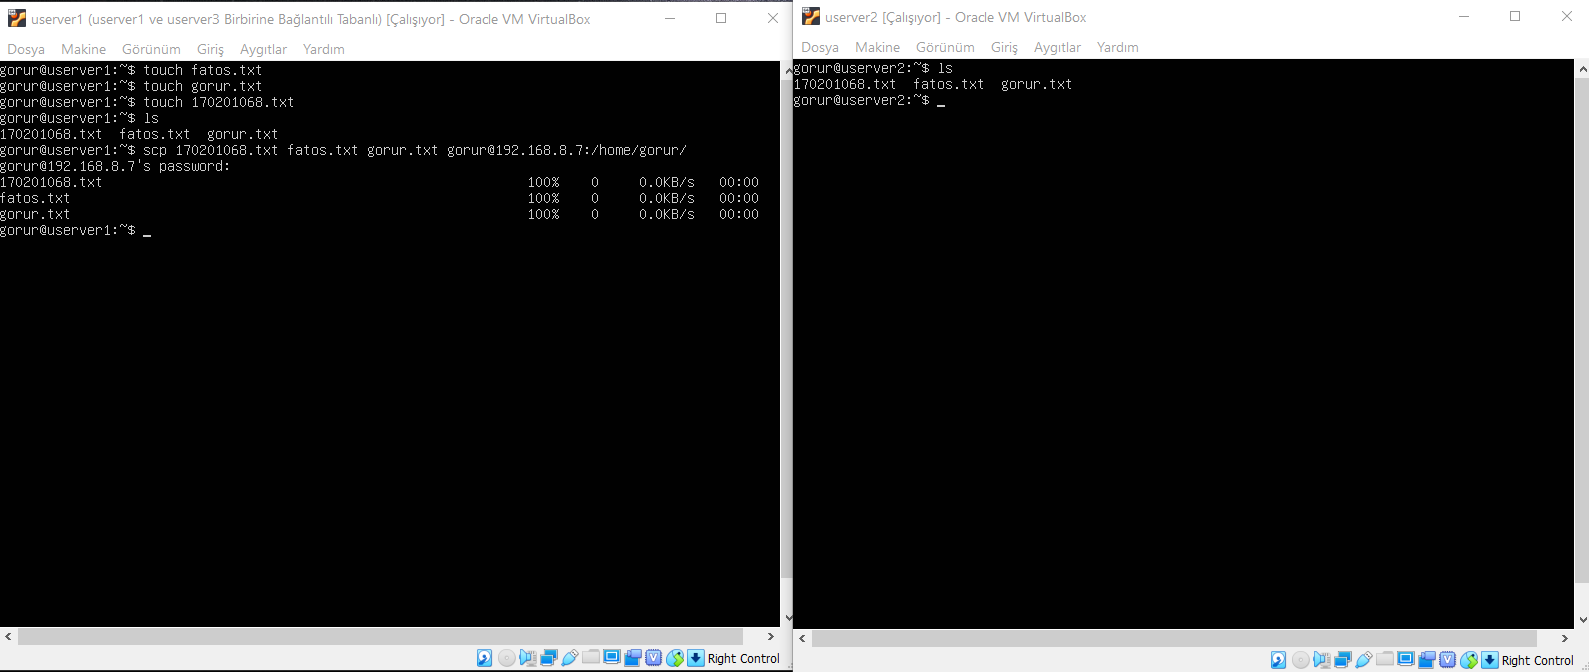 userver1 (userver1 ve userver3 Birbirine Bağlantılı Tabanlı) [Çalışıyor] - Oracle VM VirtualBox
Dosya Makine Görünüm Giriş Aygıtlar Yardım
gorur@userver1:~$ touch fatos.txt
gorur@userver1:~$ touch gorur.txt
gorur@userver1:~$ touch 170201068.txt
gorur@userver1:~$ ls
170201068.txt  fatos.txt  gorur.txt
gorur@userver1:~$ scp 170201068.txt fatos.txt gorur.txt gorur@192.168.8.7:/home/gorur/
gorur@192.168.8.7's password:
170201068.txt 100% 0 0.0KB/s 00:00
fatos.txt 100% 0 0.0KB/s 00:00
gorur.txt 100% 0 0.0KB/s 00:00
gorur@userver1:~$ _
Right Control
userver2 [Çalışıyor] - Oracle VM VirtualBox
Dosya Makine Görünüm Giriş Aygıtlar Yardım
gorur@userver2:~$ ls
170201068.txt  fatos.txt  gorur.txt
gorur@userver2:~$ _
Right Control